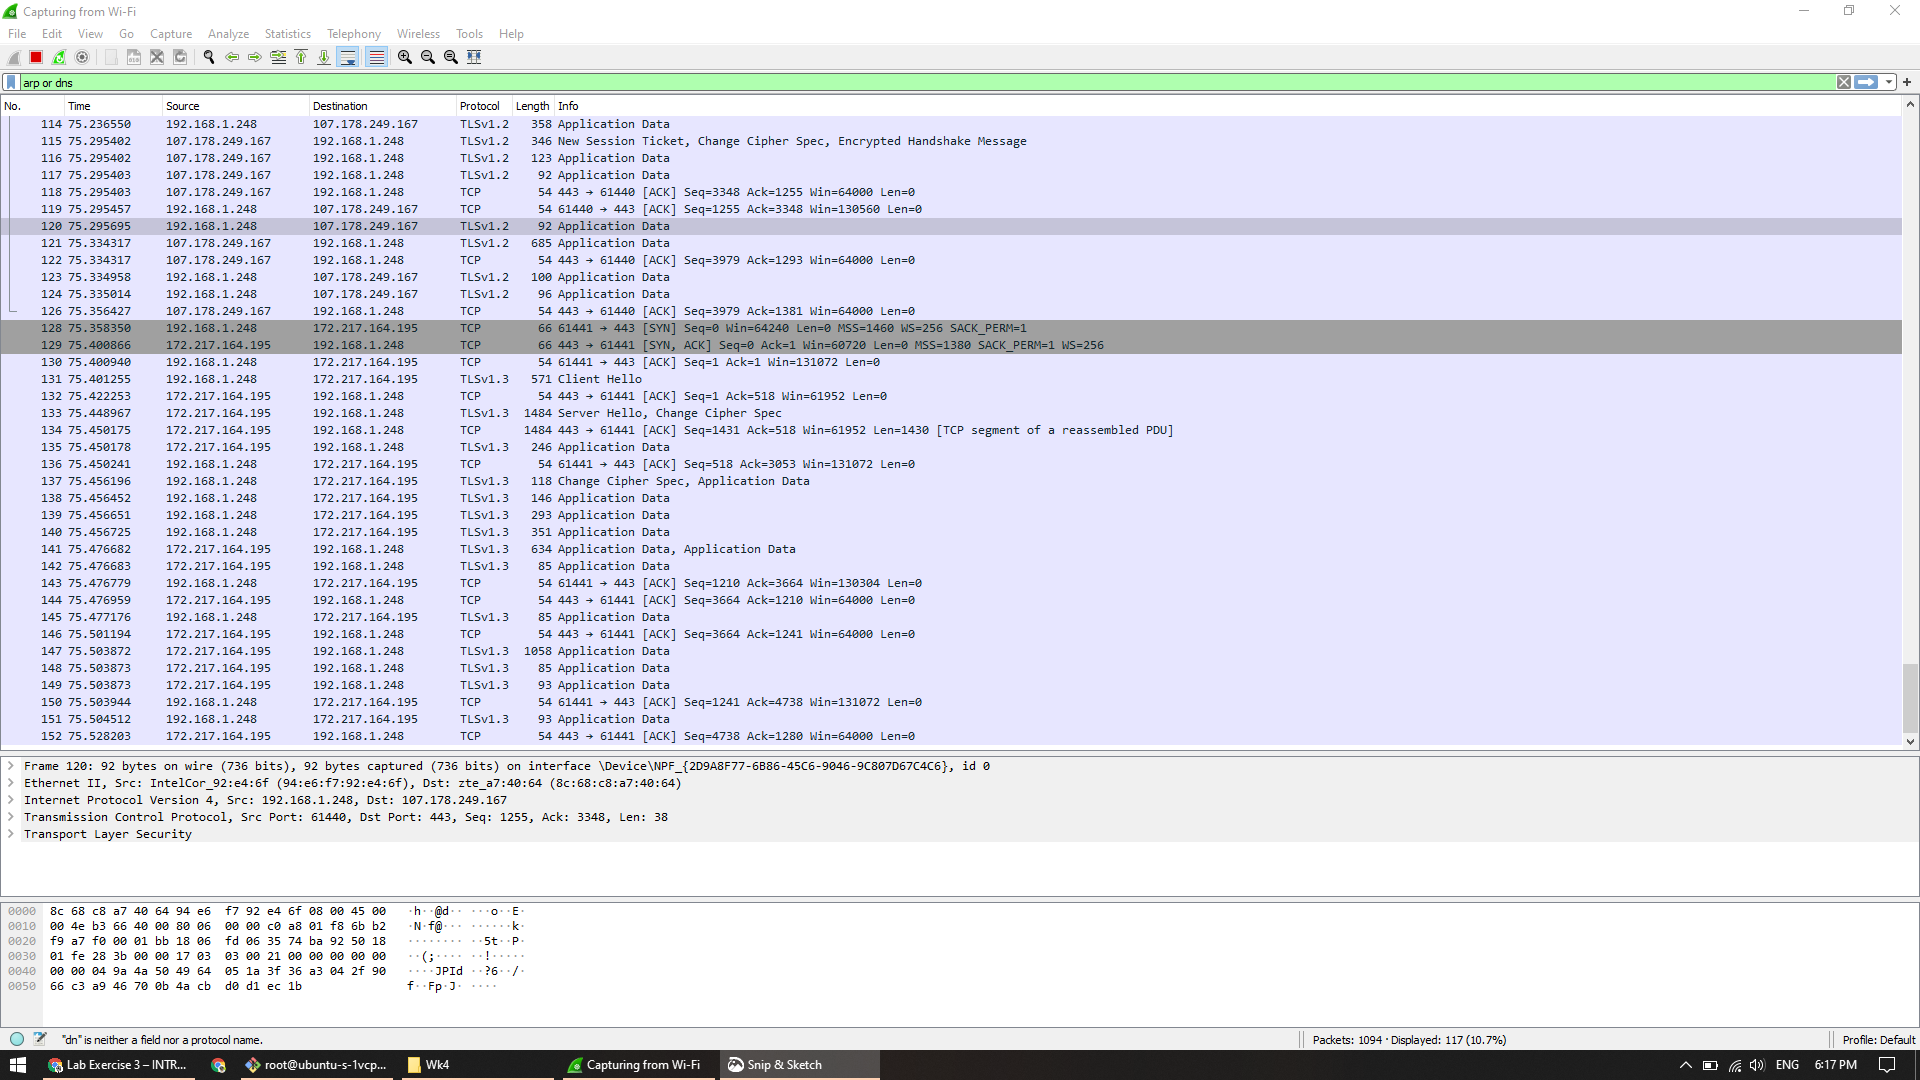 Capturing from Wi-Fi
File Edit View Go Capture Analyze Statistics Telephony Wireless Tools Help
arp or dns
No. Time Source Destination Protocol Length Info
114 75.236550 192.168.1.248 107.178.249.167 TLSv1.2 358 Application Data
115 75.295402 107.178.249.167 192.168.1.248 TLSv1.2 346 New Session Ticket, Change Cipher Spec, Encrypted Handshake Message
116 75.295402 107.178.249.167 192.168.1.248 TLSv1.2 123 Application Data
117 75.295403 107.178.249.167 192.168.1.248 TLSv1.2 92 Application Data
118 75.295403 107.178.249.167 192.168.1.248 TCP 54 443 → 61440 [ACK] Seq=3348 Ack=1255 Win=64000 Len=0
119 75.295457 192.168.1.248 107.178.249.167 TCP 54 61440 → 443 [ACK] Seq=1255 Ack=3348 Win=130560 Len=0
120 75.295695 192.168.1.248 107.178.249.167 TLSv1.2 92 Application Data
121 75.334317 107.178.249.167 192.168.1.248 TLSv1.2 685 Application Data
122 75.334317 107.178.249.167 192.168.1.248 TCP 54 443 → 61440 [ACK] Seq=3979 Ack=1293 Win=64000 Len=0
123 75.334958 192.168.1.248 107.178.249.167 TLSv1.2 100 Application Data
124 75.335014 192.168.1.248 107.178.249.167 TLSv1.2 96 Application Data
126 75.356427 107.178.249.167 192.168.1.248 TCP 54 443 → 61440 [ACK] Seq=3979 Ack=1381 Win=64000 Len=0
128 75.358350 192.168.1.248 172.217.164.195 TCP 66 61441 → 443 [SYN] Seq=0 Win=64240 Len=0 MSS=1460 WS=256 SACK_PERM=1
129 75.400866 172.217.164.195 192.168.1.248 TCP 66 443 → 61441 [SYN, ACK] Seq=0 Ack=1 Win=60720 Len=0 MSS=1380 SACK_PERM=1 WS=256
130 75.400940 192.168.1.248 172.217.164.195 TCP 54 61441 → 443 [ACK] Seq=1 Ack=1 Win=131072 Len=0
131 75.401255 192.168.1.248 172.217.164.195 TLSv1.3 571 Client Hello
132 75.422253 172.217.164.195 192.168.1.248 TCP 54 443 → 61441 [ACK] Seq=1 Ack=518 Win=61952 Len=0
133 75.448967 172.217.164.195 192.168.1.248 TLSv1.3 1484 Server Hello, Change Cipher Spec
134 75.450175 172.217.164.195 192.168.1.248 TCP 1484 443 → 61441 [ACK] Seq=1431 Ack=518 Win=61952 Len=1430 [TCP segment of a reassembled PDU]
135 75.450178 172.217.164.195 192.168.1.248 TLSv1.3 246 Application Data
136 75.450241 192.168.1.248 172.217.164.195 TCP 54 61441 → 443 [ACK] Seq=518 Ack=3053 Win=131072 Len=0
137 75.456196 192.168.1.248 172.217.164.195 TLSv1.3 118 Change Cipher Spec, Application Data
138 75.456452 192.168.1.248 172.217.164.195 TLSv1.3 146 Application Data
139 75.456651 192.168.1.248 172.217.164.195 TLSv1.3 293 Application Data
140 75.456725 192.168.1.248 172.217.164.195 TLSv1.3 351 Application Data
141 75.476682 172.217.164.195 192.168.1.248 TLSv1.3 634 Application Data, Application Data
142 75.476683 172.217.164.195 192.168.1.248 TLSv1.3 85 Application Data
143 75.476779 192.168.1.248 172.217.164.195 TCP 54 61441 → 443 [ACK] Seq=1210 Ack=3664 Win=130304 Len=0
144 75.476959 172.217.164.195 192.168.1.248 TCP 54 443 → 61441 [ACK] Seq=3664 Ack=1210 Win=64000 Len=0
145 75.477176 192.168.1.248 172.217.164.195 TLSv1.3 85 Application Data
146 75.501194 172.217.164.195 192.168.1.248 TCP 54 443 → 61441 [ACK] Seq=3664 Ack=1241 Win=64000 Len=0
147 75.503872 172.217.164.195 192.168.1.248 TLSv1.3 1058 Application Data
148 75.503873 172.217.164.195 192.168.1.248 TLSv1.3 85 Application Data
149 75.503873 172.217.164.195 192.168.1.248 TLSv1.3 93 Application Data
150 75.503944 192.168.1.248 172.217.164.195 TCP 54 61441 → 443 [ACK] Seq=1241 Ack=4738 Win=131072 Len=0
151 75.504512 192.168.1.248 172.217.164.195 TLSv1.3 93 Application Data
152 75.528203 172.217.164.195 192.168.1.248 TCP 54 443 → 61441 [ACK] Seq=4738 Ack=1280 Win=64000 Len=0
Frame 120: 92 bytes on wire (736 bits), 92 bytes captured (736 bits) on interface \Device\NPF_{2D9A8F77-6B86-45C6-9046-9C807D67C4C6}, id 0
Ethernet II, Src: IntelCor_92:e4:6f (94:e6:f7:92:e4:6f), Dst: zte_a7:40:64 (8c:68:c8:a7:40:64)
Internet Protocol Version 4, Src: 192.168.1.248, Dst: 107.178.249.167
Transmission Control Protocol, Src Port: 61440, Dst Port: 443, Seq: 1255, Ack: 3348, Len: 38
Transport Layer Security
0000 8c 68 c8 a7 40 64 94 e6 f7 92 e4 6f 08 00 45 00 ·h··@d·· ···o··E·
0010 00 4e b3 66 40 00 80 06 00 00 c0 a8 01 f8 6b b2 ·N·f@··· ······k·
0020 f9 a7 f0 00 01 bb 18 06 fd 06 35 74 ba 92 50 18 ········ ··5t··P·
0030 01 fe 28 3b 00 00 17 03 03 00 21 00 00 00 00 00 ··(;···· ··!·····
0040 00 00 04 9a 4a 50 49 64 05 1a 3f 36 a3 04 2f 90 ····JPId ··?6··/·
0050 66 c3 a9 46 70 0b 4a cb d0 d1 ec 1b f··Fp·J· ····
"dn" is neither a field nor a protocol name. Packets: 1094 · Displayed: 117 (10.7%) Profile: Default
Lab Exercise 3 – INTR... root@ubuntu-s-1vcp... Wk4 Capturing from Wi-Fi Snip & Sketch ENG 6:17 PM